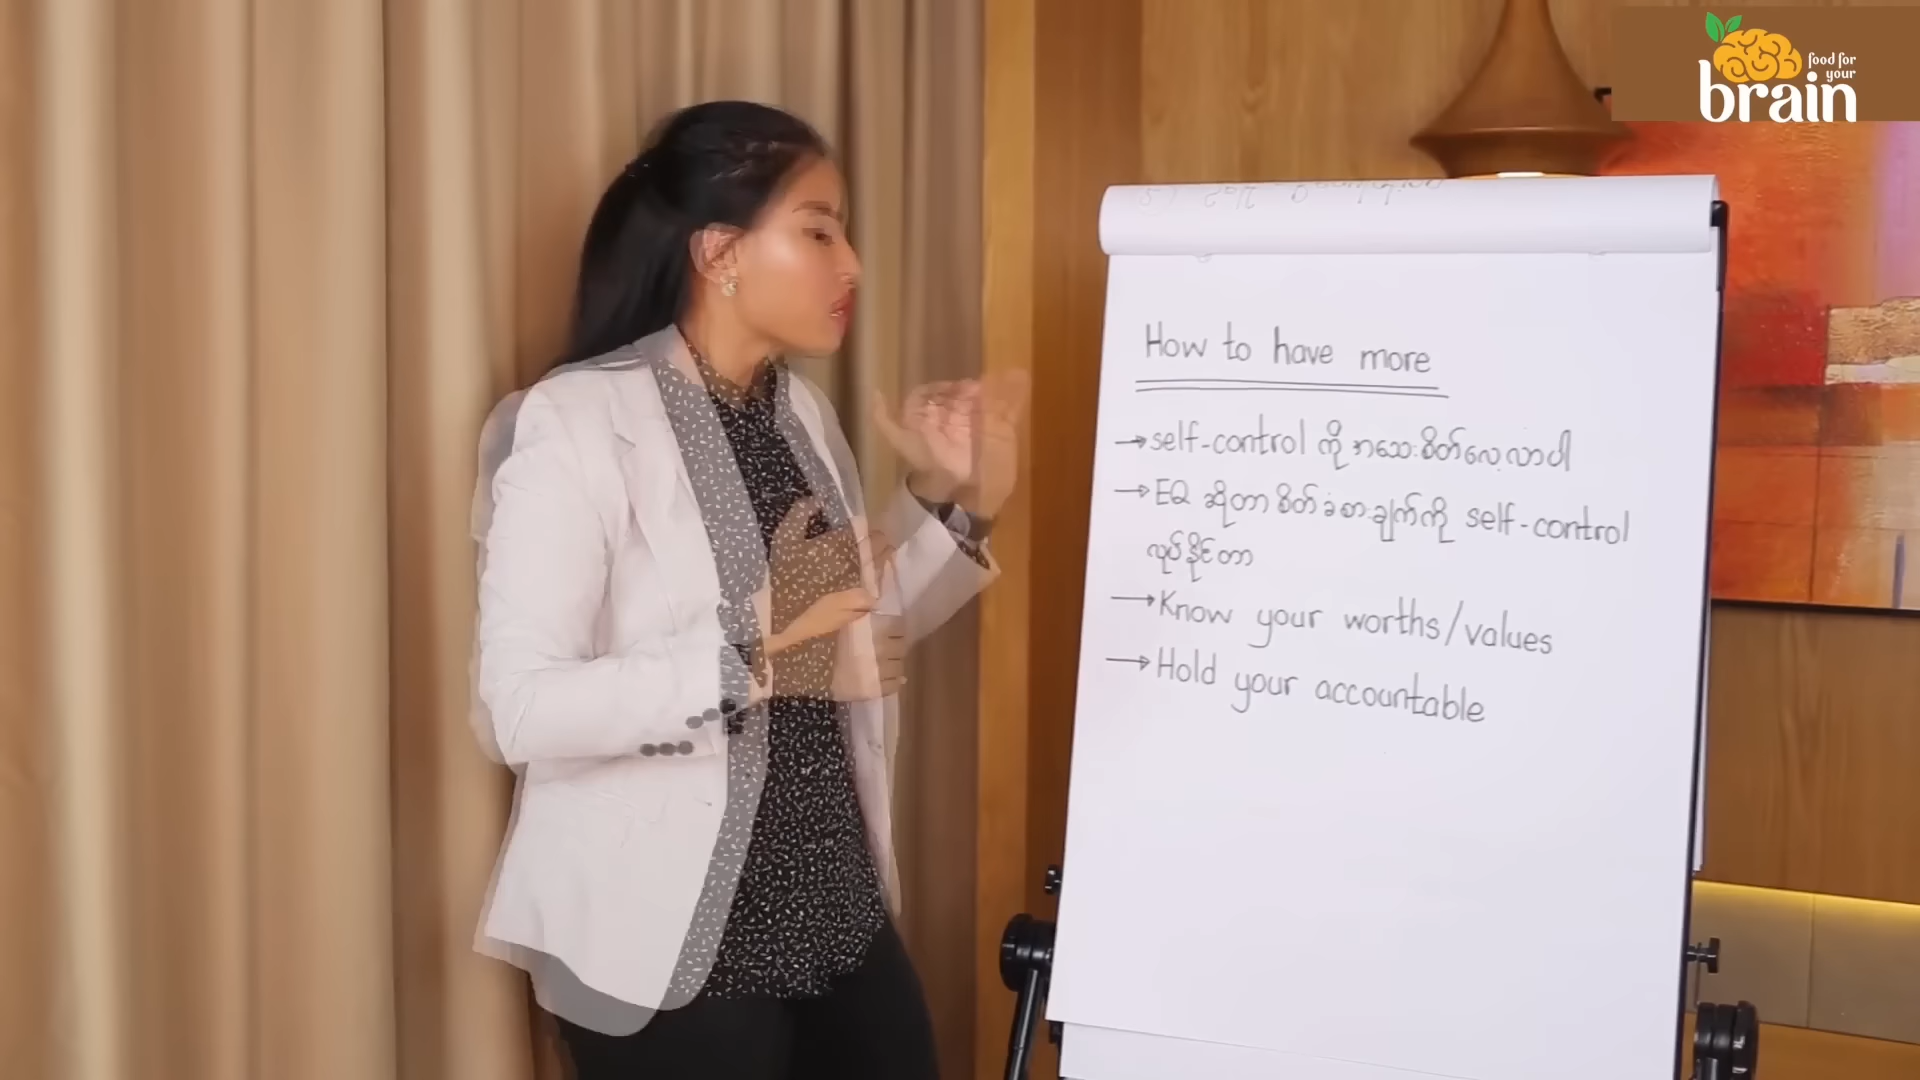 food for
your
brain
How to have more
→self-control ကို အသေးစိတ်လေ့လာပါ
→EQ ဆိုတာ စိတ်ခံစားချက်ကို self-control
လုပ်နိုင်တာ
→Know your worths/values
→Hold your accountable